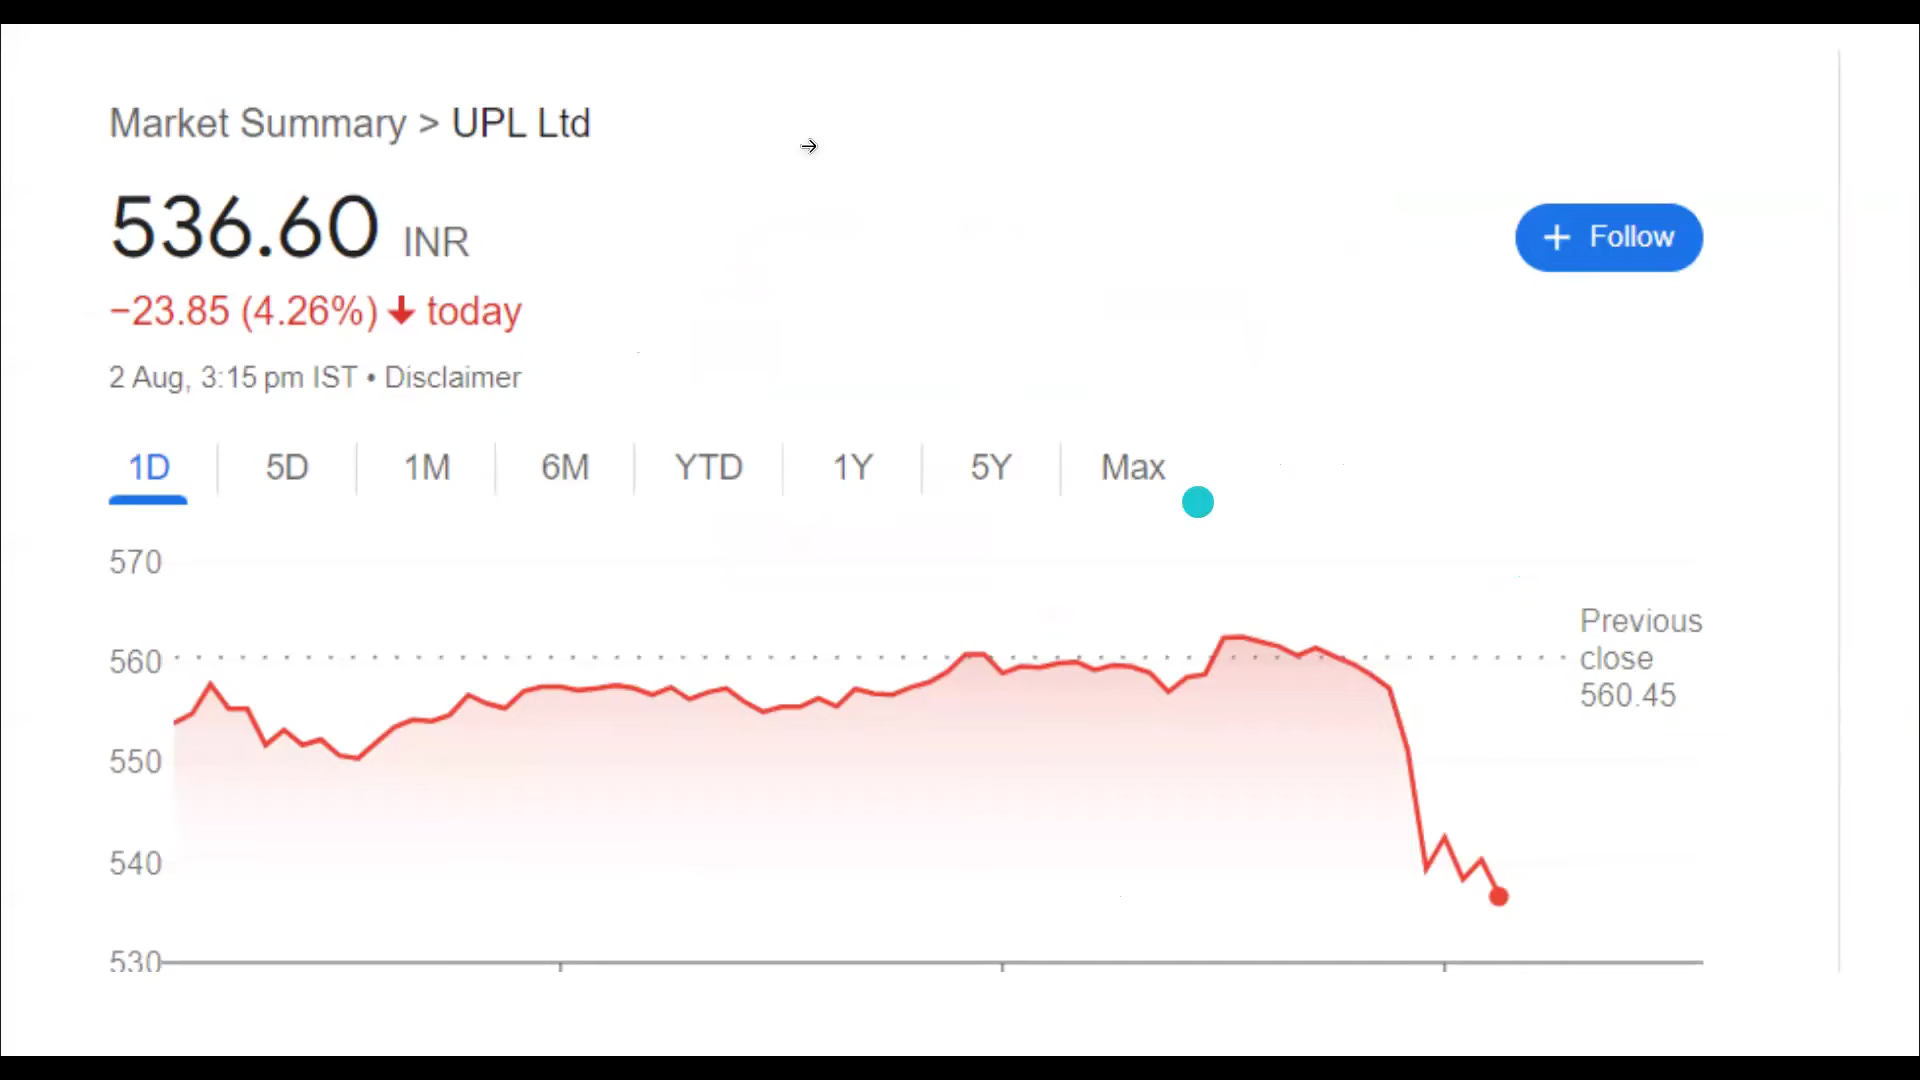 Market Summary > UPL Ltd
536.60 INR
+ Follow
−23.85 (4.26%) ↓ today
2 Aug, 3:15 pm IST • Disclaimer
1D 5D 1M 6M YTD 1Y 5Y Max
570
560
550
540
530
Previous
close
560.45